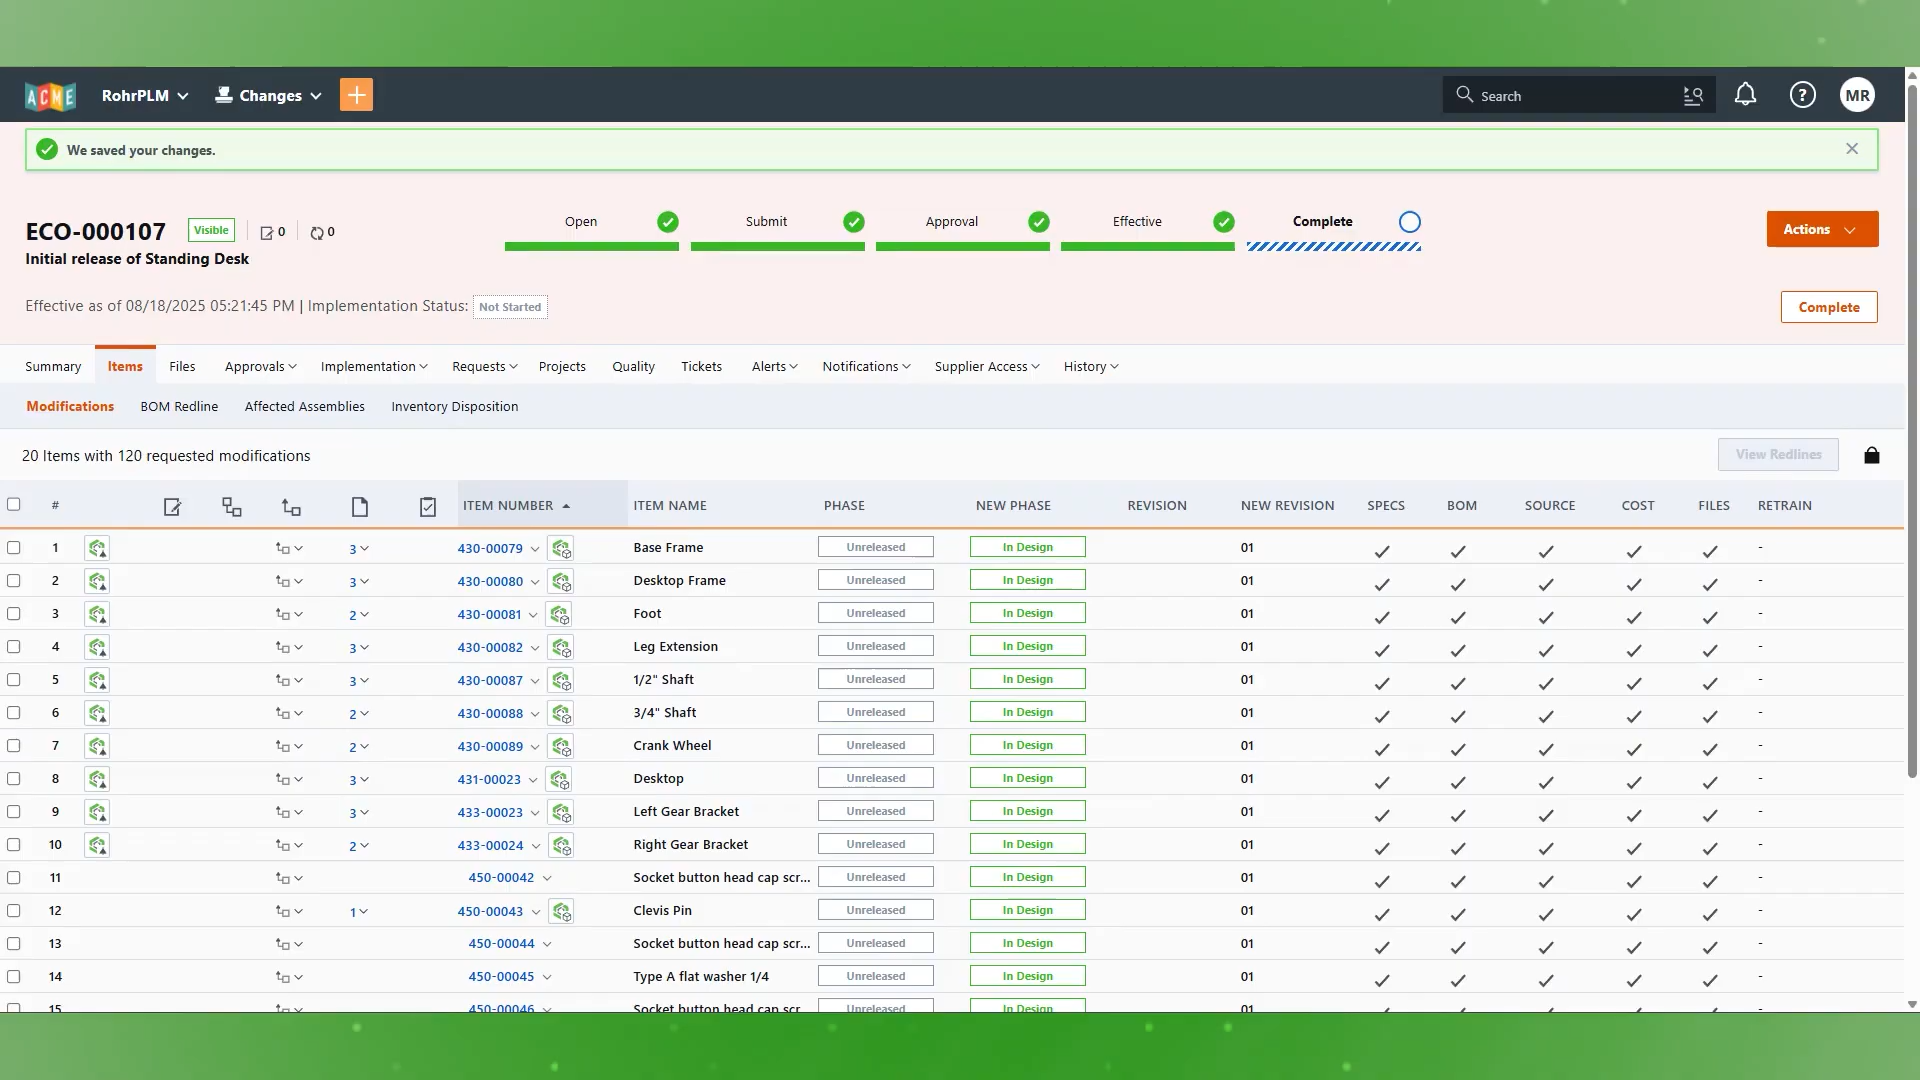 ACME RohrPLM Changes Search MR
We saved your changes.
ECO-000107 Visible 0 0
Initial release of Standing Desk
Open Submit Approval Effective Complete
Actions
Effective as of 08/18/2025 05:21:45 PM | Implementation Status: Not Started
Complete
Summary Items Files Approvals Implementation Requests Projects Quality Tickets Alerts Notifications Supplier Access History
Modifications BOM Redline Affected Assemblies Inventory Disposition
20 Items with 120 requested modifications
View Redlines
# ITEM NUMBER ITEM NAME PHASE NEW PHASE REVISION NEW REVISION SPECS BOM SOURCE COST FILES RETRAIN
1 3 430-00079 Base Frame Unreleased In Design 01 -
2 3 430-00080 Desktop Frame Unreleased In Design 01 -
3 2 430-00081 Foot Unreleased In Design 01 -
4 3 430-00082 Leg Extension Unreleased In Design 01 -
5 3 430-00087 1/2" Shaft Unreleased In Design 01 -
6 2 430-00088 3/4" Shaft Unreleased In Design 01 -
7 2 430-00089 Crank Wheel Unreleased In Design 01 -
8 3 431-00023 Desktop Unreleased In Design 01 -
9 3 433-00023 Left Gear Bracket Unreleased In Design 01 -
10 2 433-00024 Right Gear Bracket Unreleased In Design 01 -
11 450-00042 Socket button head cap scr... Unreleased In Design 01 -
12 1 450-00043 Clevis Pin Unreleased In Design 01 -
13 450-00044 Socket button head cap scr... Unreleased In Design 01 -
14 450-00045 Type A flat washer 1/4 Unreleased In Design 01 -
15 450-00046 Socket button head cap scr Unreleased In Design 01